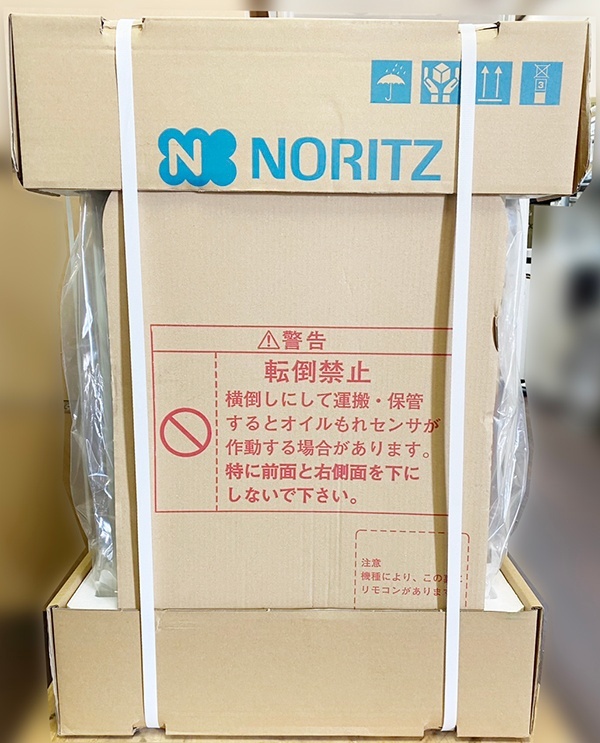 3
N NORITZ
警告
転倒禁止
横倒しにして運搬・保管
するとオイルもれセンサが
作動する場合があります。
特に前面と右側面を下に
しないで下さい。
注意
機種により、この
リモコンがありま